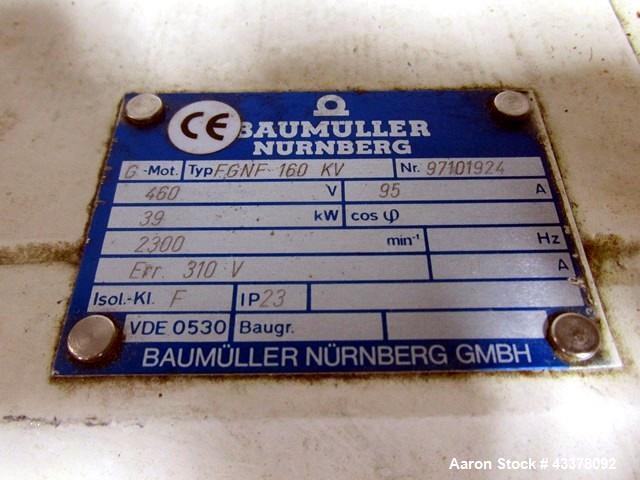 CE
BAUMÜLLER
NÜRNBERG
G -Mot. Typ FGNF 160 KV Nr. 97101924
460 V 95 A
39 kW cos φ
2300 min⁻¹ Hz
Err. 310 V A
Isol.-Kl. F IP23
VDE 0530 Baugr.
BAUMÜLLER NÜRNBERG GMBH
Aaron Stock # 43378092